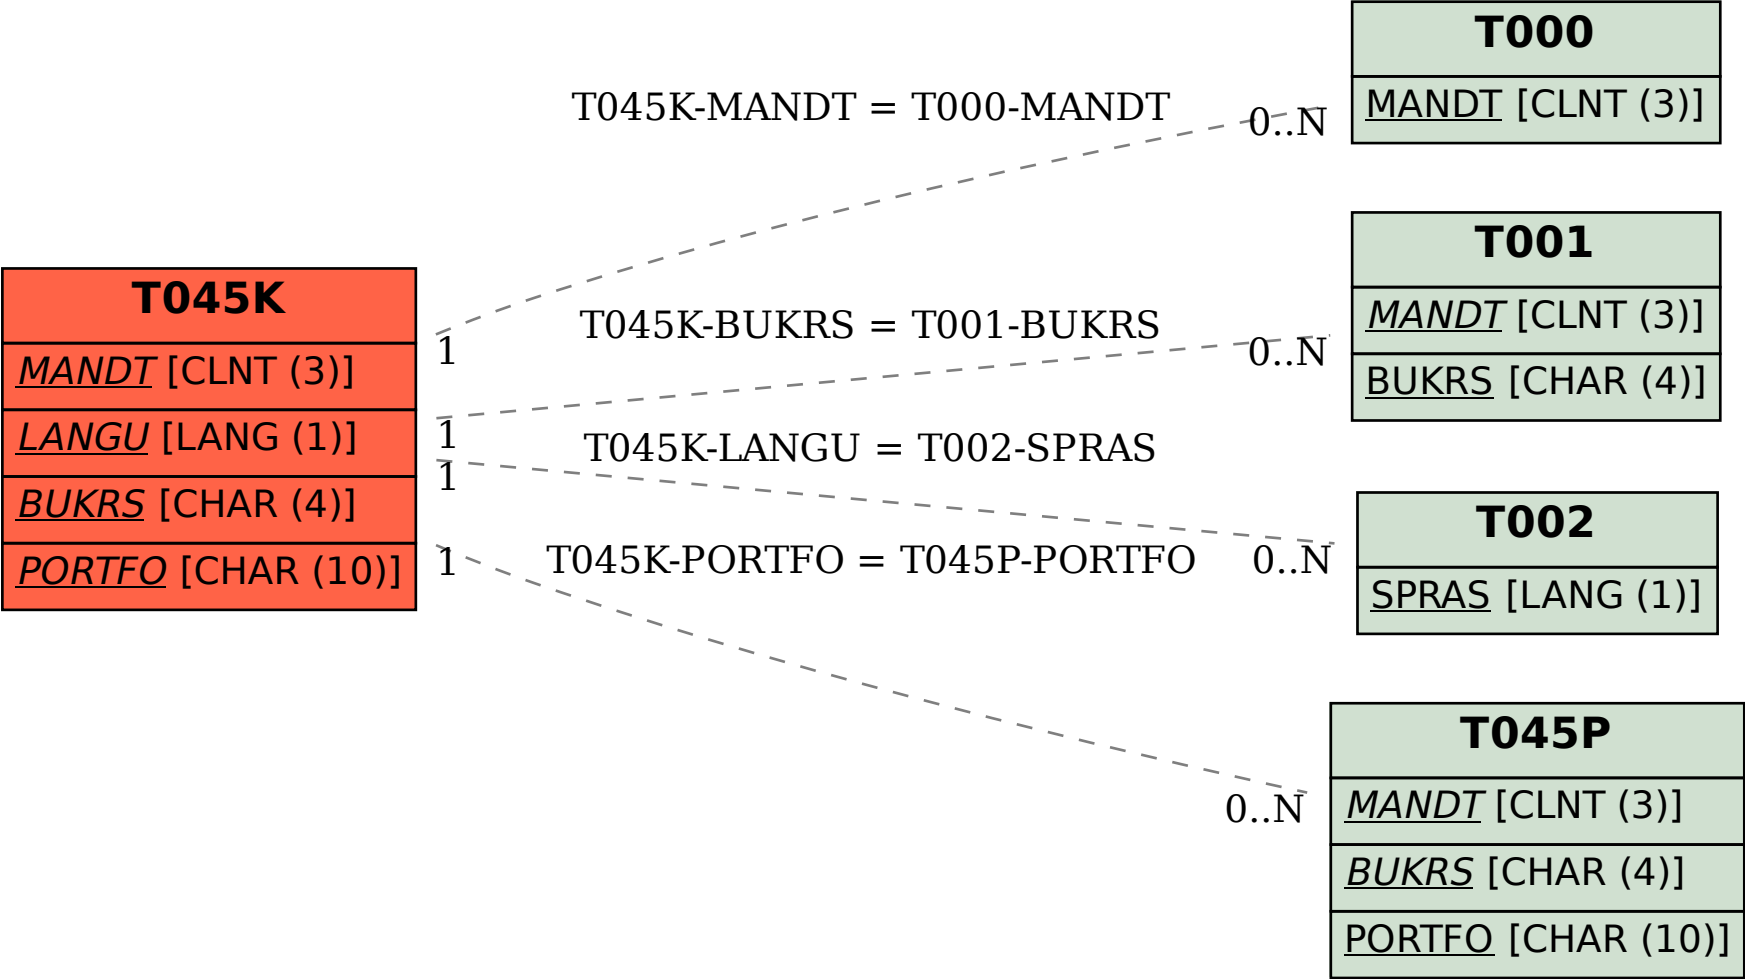 T000
MANDT [CLNT (3)]
T045K-MANDT = T000-MANDT
0..N
T001
MANDT [CLNT (3)]
BUKRS [CHAR (4)]
T045K
MANDT [CLNT (3)]
LANGU [LANG (1)]
BUKRS [CHAR (4)]
PORTFO [CHAR (10)]
1
T045K-BUKRS = T001-BUKRS
0..N
1
T045K-LANGU = T002-SPRAS
1
0..N
T002
SPRAS [LANG (1)]
1
T045K-PORTFO = T045P-PORTFO
0..N
T045P
MANDT [CLNT (3)]
BUKRS [CHAR (4)]
PORTFO [CHAR (10)]